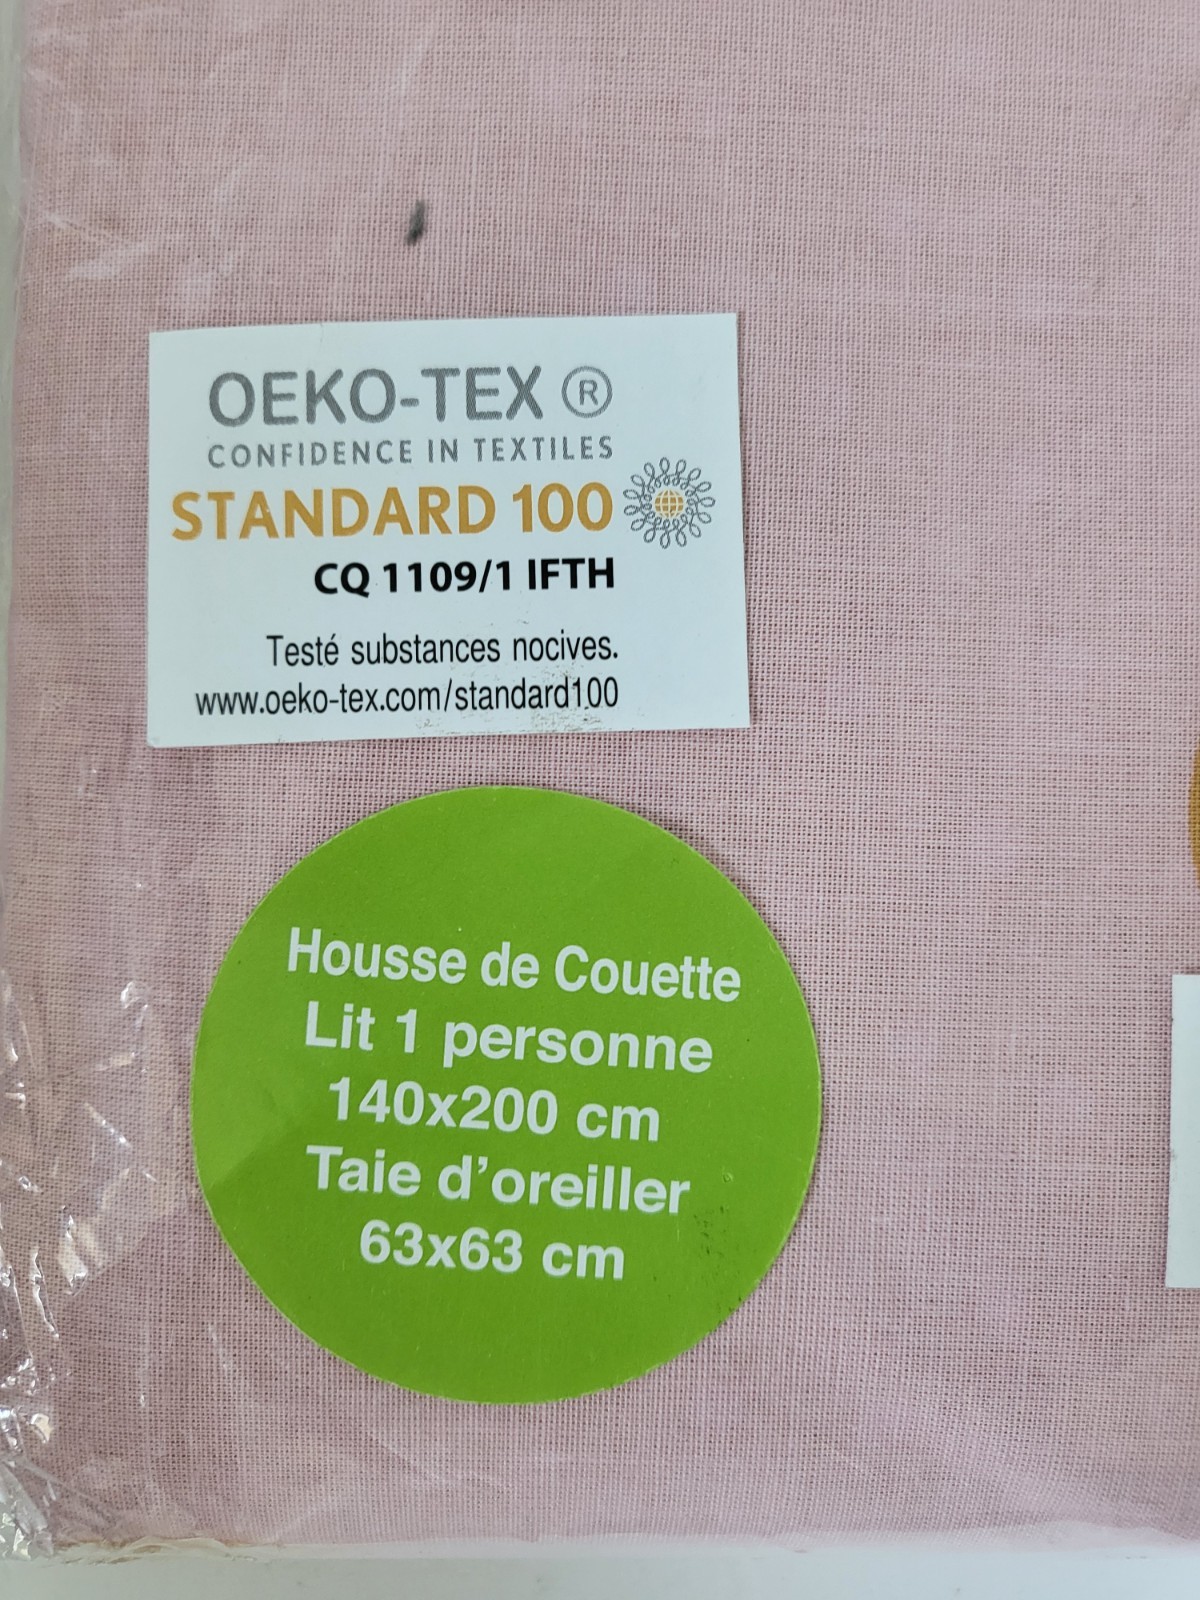 OEKO-TEX ®
CONFIDENCE IN TEXTILES
STANDARD 100
CQ 1109/1 IFTH
Testé substances nocives.
www.oeko-tex.com/standard100
Housse de Couette
Lit 1 personne
140x200 cm
Taie d'oreiller
63x63 cm